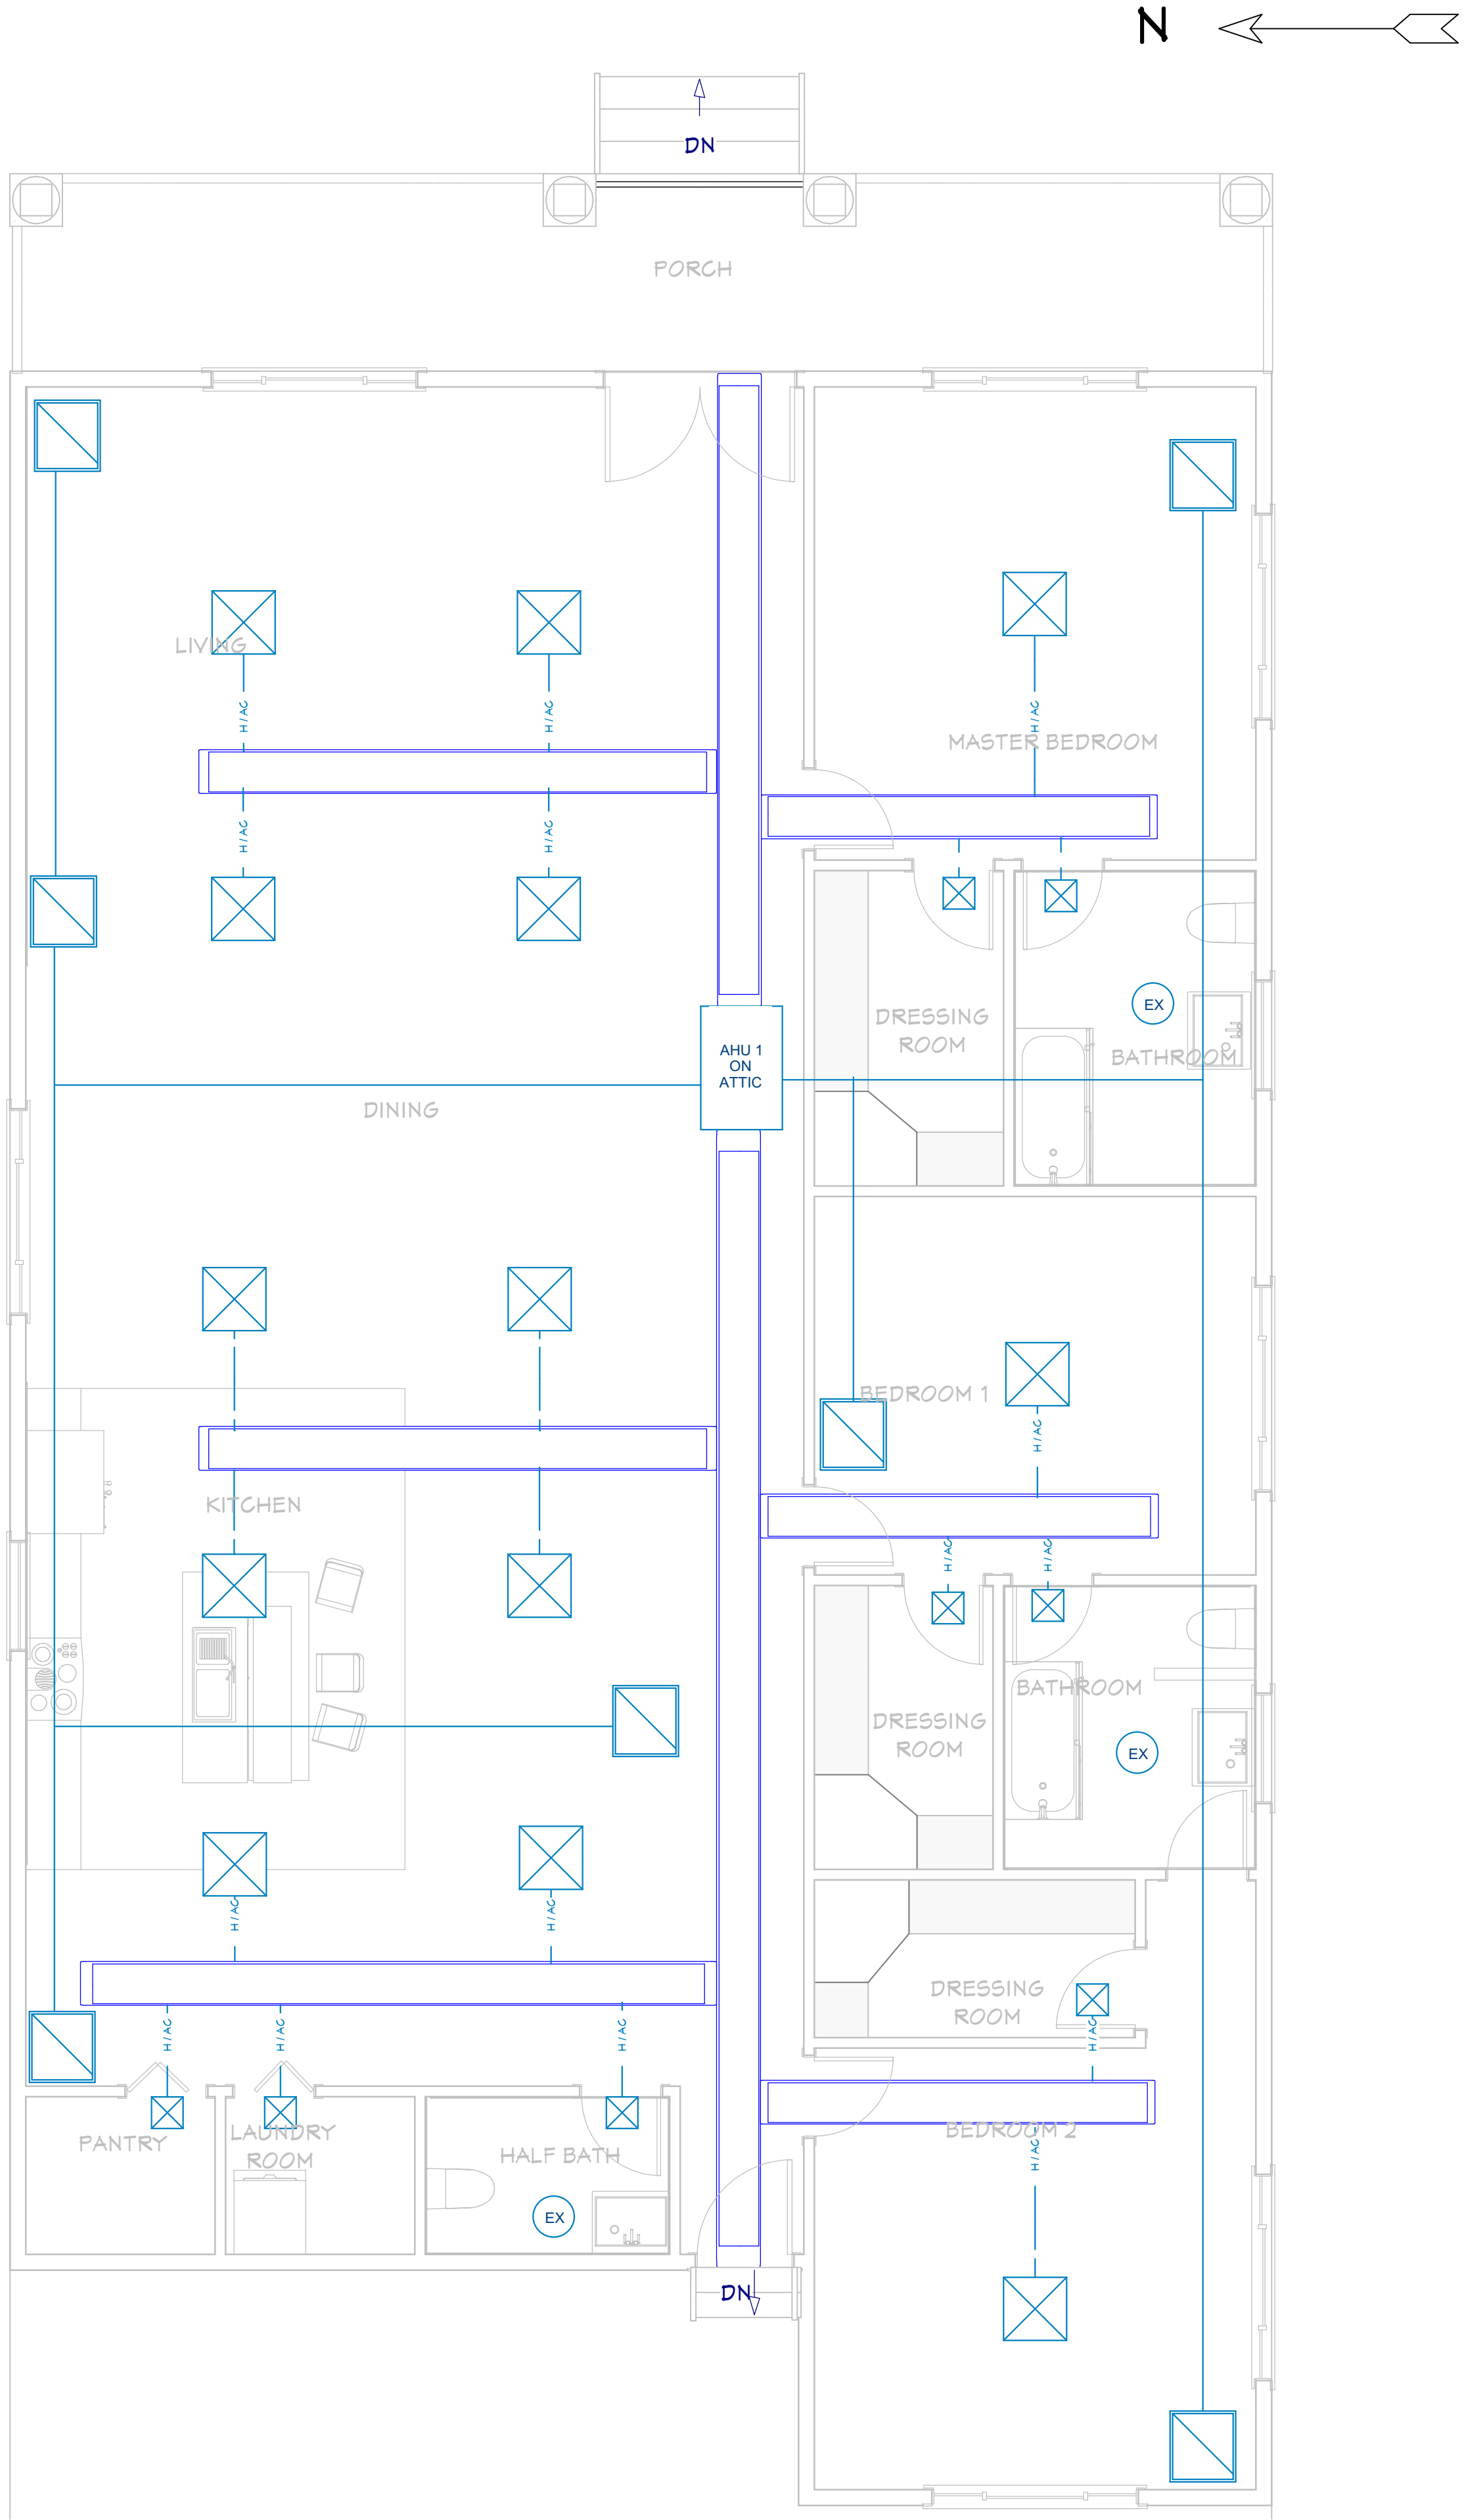 N
DN
PORCH
LIVING
H / AC
H / AC
H / AC
MASTER BEDROOM
H / AC
H / AC
DRESSING
ROOM
EX
BATHROOM
AHU 1
ON
ATTIC
DINING
BEDROOM 1
H / AC
KITCHEN
H / AC
H / AC
BATHROOM
DRESSING
ROOM
EX
H / AC
H / AC
DRESSING
ROOM
H / AC
H / AC
H / AC
H / AC
PANTRY
LAUNDRY
ROOM
HALF BATH
BEDROOM 2
H / AC
EX
DN